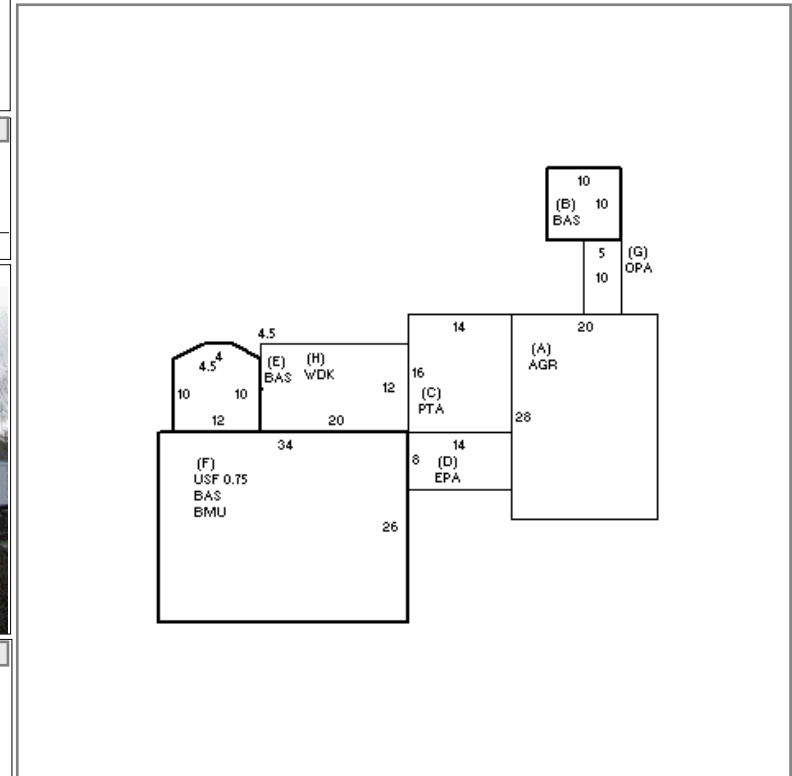 10
(B) 10
BAS
5 (G)
10 OPA
14 20
4.5
4
4.5
(E) (H)
BAS WDK
(A)
AGR
16
12
(C)
PTA
10 10
12 20
28
34 14
8 (D)
EPA
(F)
USF 0.75
BAS
BMU
26